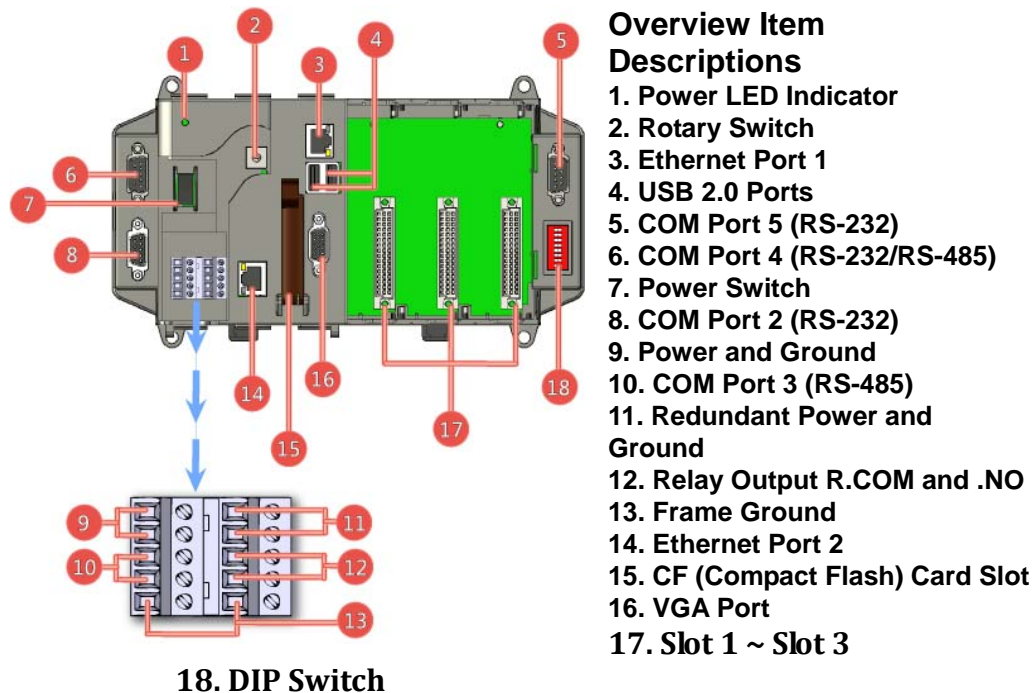 1
2
3
4
5
6
7
8
9
10
11
12
13
14
15
16
17
18
Overview Item
Descriptions
1. Power LED Indicator
2. Rotary Switch
3. Ethernet Port 1
4. USB 2.0 Ports
5. COM Port 5 (RS-232)
6. COM Port 4 (RS-232/RS-485)
7. Power Switch
8. COM Port 2 (RS-232)
9. Power and Ground
10. COM Port 3 (RS-485)
11. Redundant Power and
Ground
12. Relay Output R.COM and .NO
13. Frame Ground
14. Ethernet Port 2
15. CF (Compact Flash) Card Slot
16. VGA Port
17. Slot 1 ~ Slot 3
18. DIP Switch